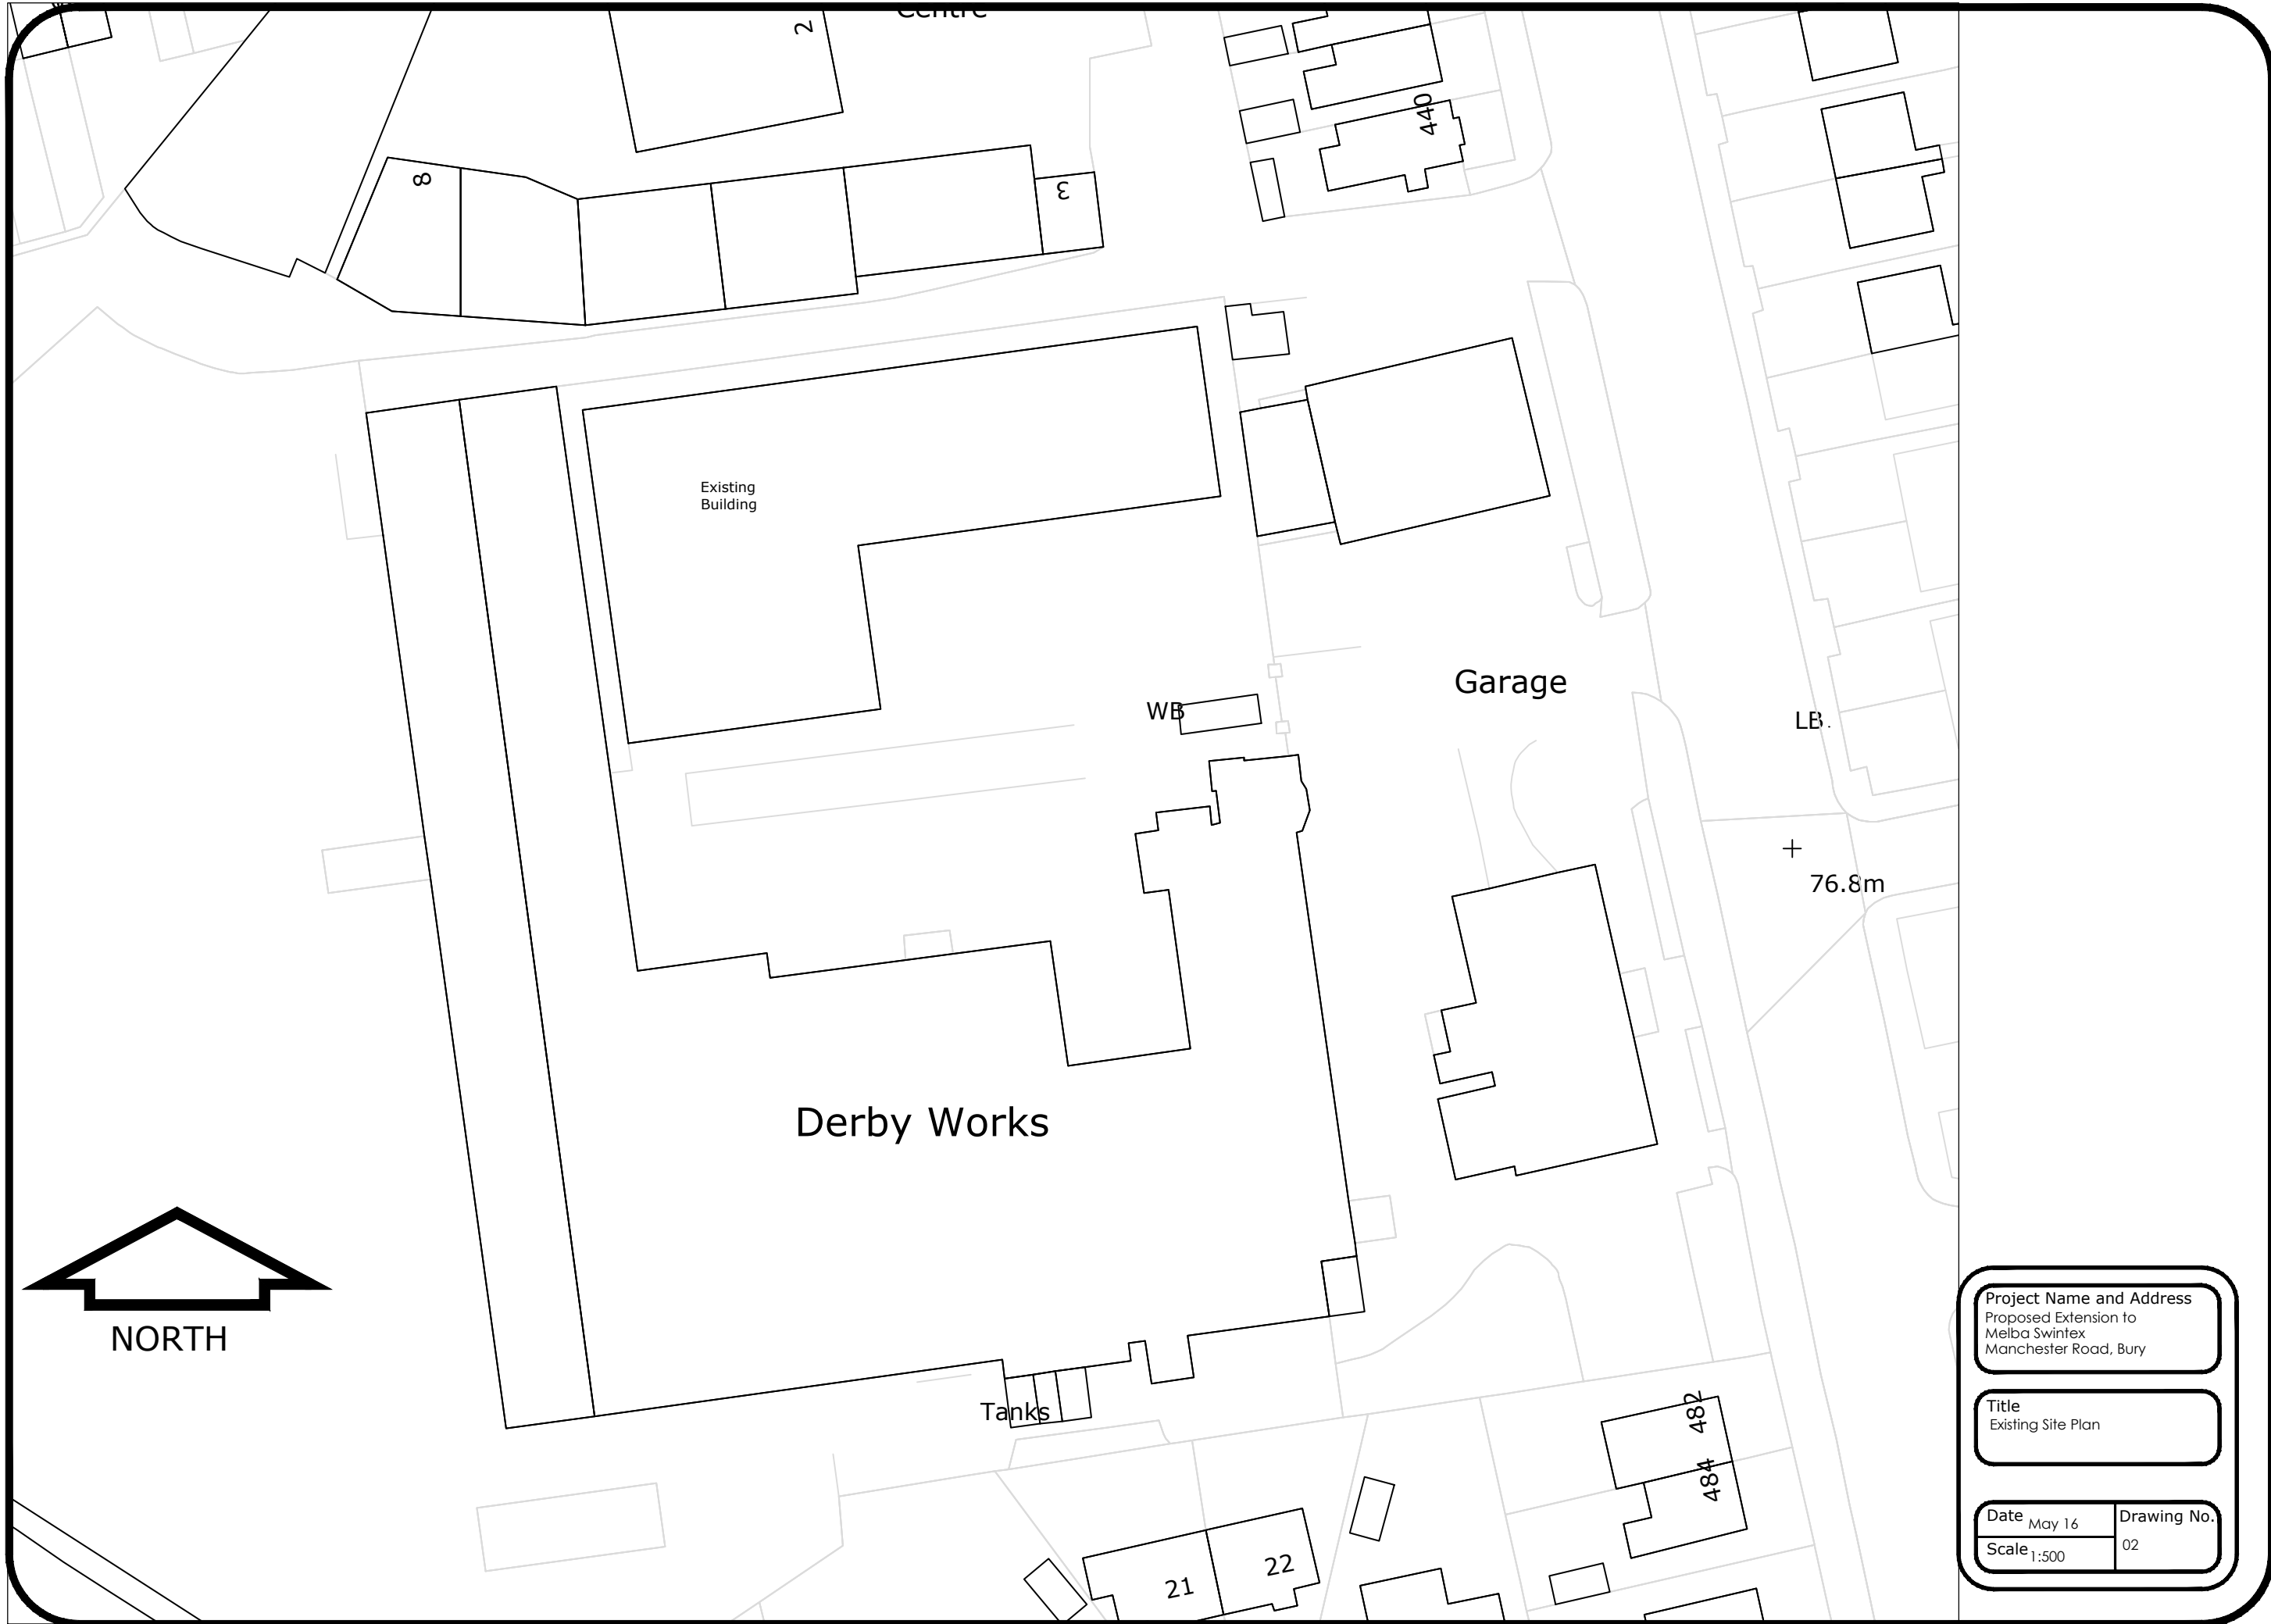 Centre
2
440
8
3
Existing
Building
Garage
WB
LB
76.8m
Derby Works
NORTH
Tanks
482
484
21
22
Project Name and Address
Proposed Extension to
Melba Swintex
Manchester Road, Bury
Title
Existing Site Plan
Date May 16
Drawing No.
Scale 1:500
02